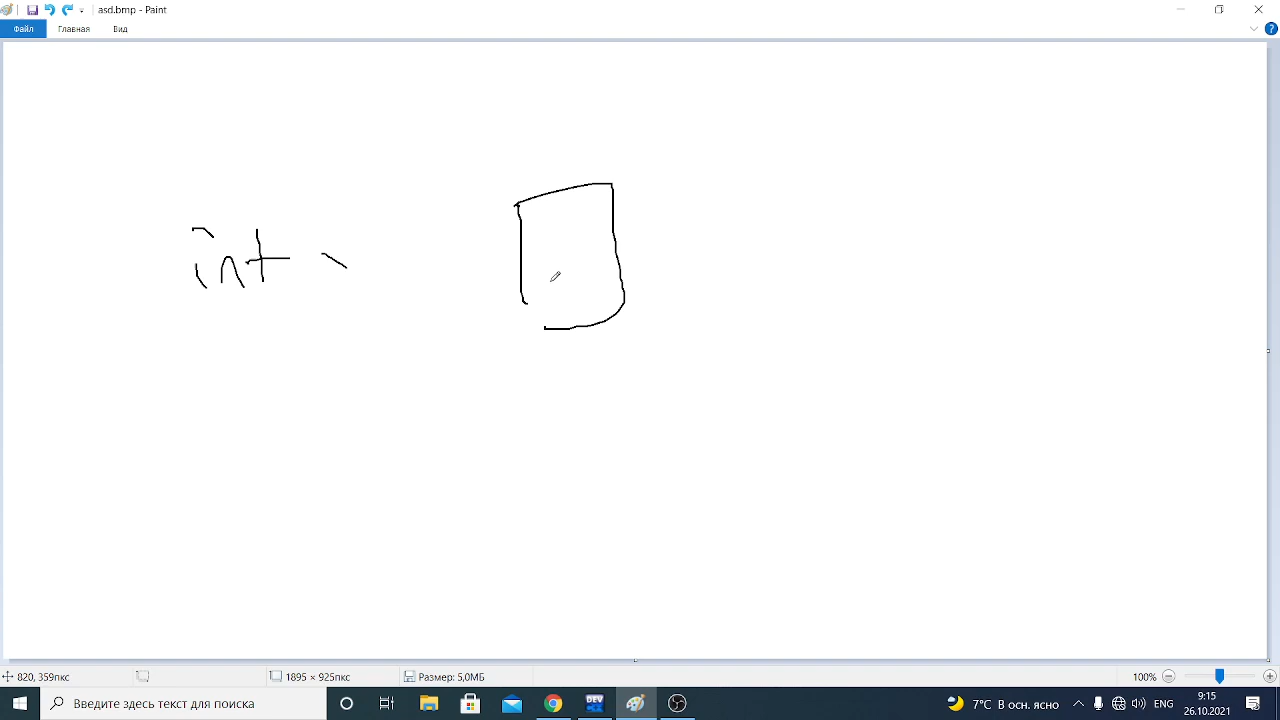 asd.bmp - Paint
Файл Главная Вид
int
820, 359пкс 1895 × 925пкс Размер: 5,0МБ 100%
Введите здесь текст для поиска DEV 7°C В осн. ясно ENG 9:15
26.10.2021